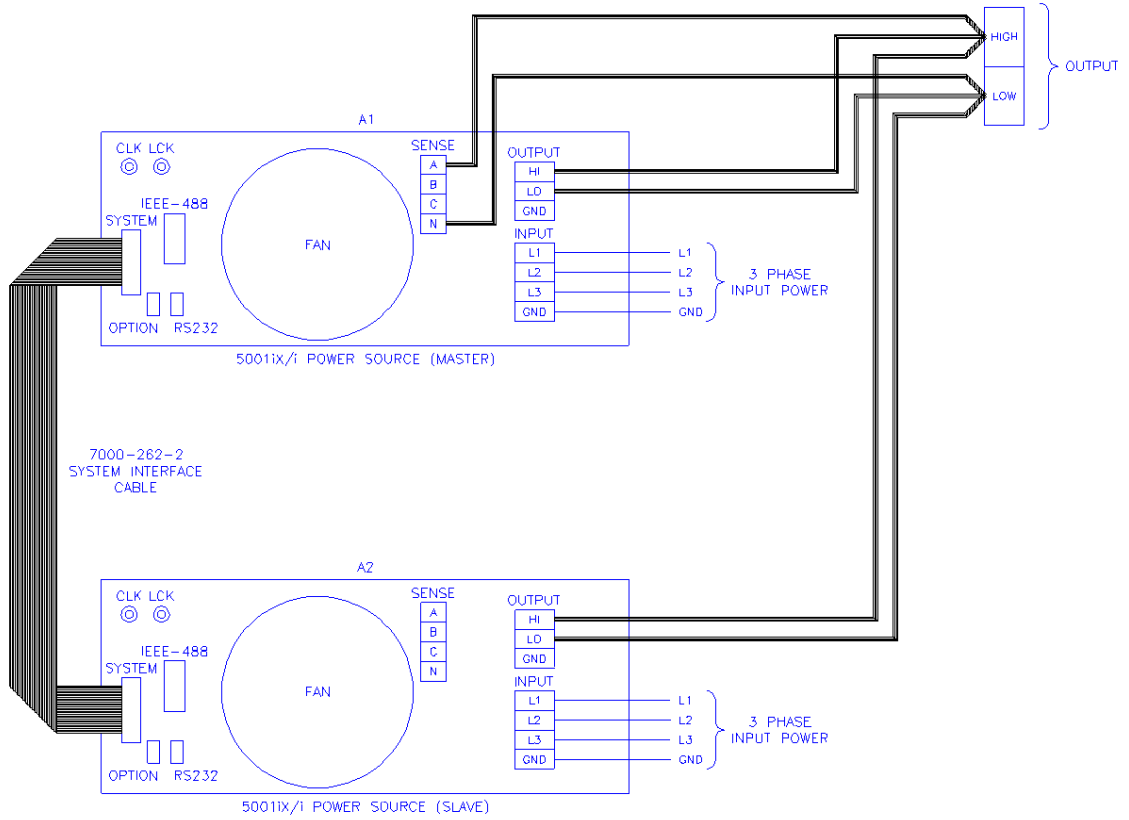 HIGH
OUTPUT
LOW
A1
CLK LCK
SENSE
A
B
C
N
OUTPUT
HI
LO
GND
IEEE-488
SYSTEM
FAN
INPUT
L1
L2
L3
GND
L1
L2
L3
GND
3 PHASE
INPUT POWER
OPTION RS232
5001iX/i POWER SOURCE (MASTER)
7000-262-2
SYSTEM INTERFACE
CABLE
A2
CLK LCK
SENSE
A
B
C
N
OUTPUT
HI
LO
GND
IEEE-488
SYSTEM
FAN
INPUT
L1
L2
L3
GND
L1
L2
L3
GND
3 PHASE
INPUT POWER
OPTION RS232
5001iX/i POWER SOURCE (SLAVE)